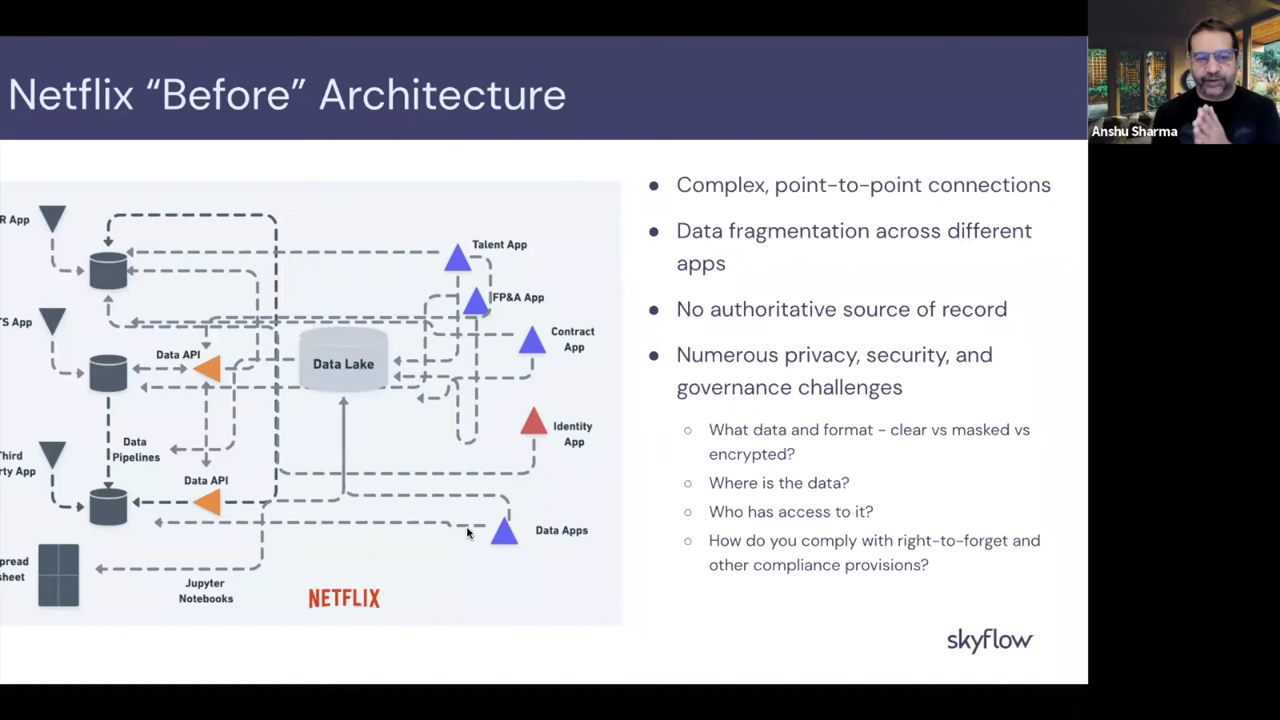 Netflix “Before” Architecture
Anshu Sharma
R App
TS App
Third
rty App
pread
heet
Data API
Data
Pipelines
Data API
Jupyter
Notebooks
Data Lake
Talent App
FP&A App
Contract
App
Identity
App
Data Apps
NETFLIX
● Complex, point-to-point connections
● Data fragmentation across different
apps
● No authoritative source of record
● Numerous privacy, security, and
governance challenges
○ What data and format - clear vs masked vs
encrypted?
○ Where is the data?
○ Who has access to it?
○ How do you comply with right-to-forget and
other compliance provisions?
skyflow